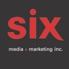 six
media + marketing inc.